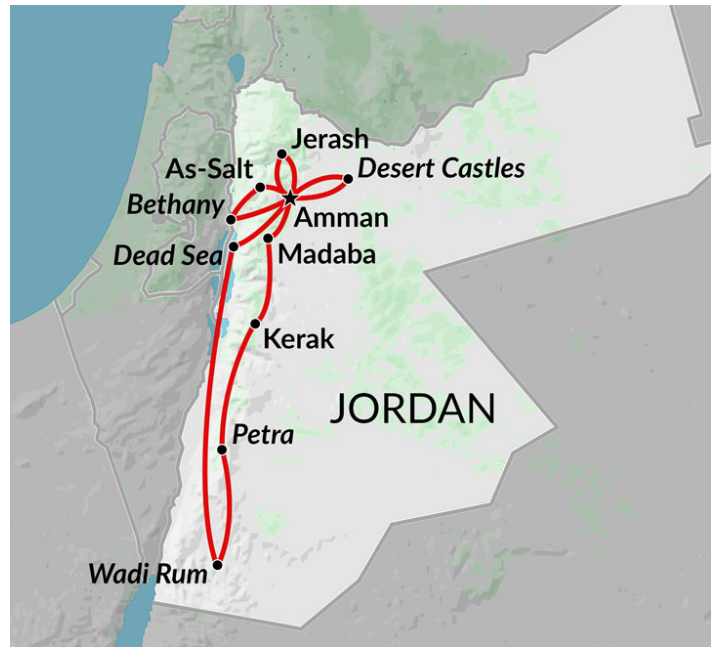 Jerash
As-Salt
Desert Castles
Bethany
Amman
Dead Sea
Madaba
Kerak
JORDAN
Petra
Wadi Rum